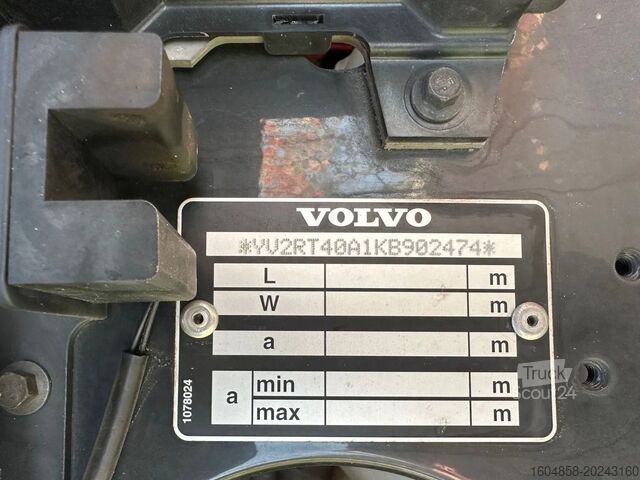 VOLVO
*YV2RT40A1KB902474*
L m
W m
a m
a min m
max m
1078024
Truck
Scout24
1604858-20243160